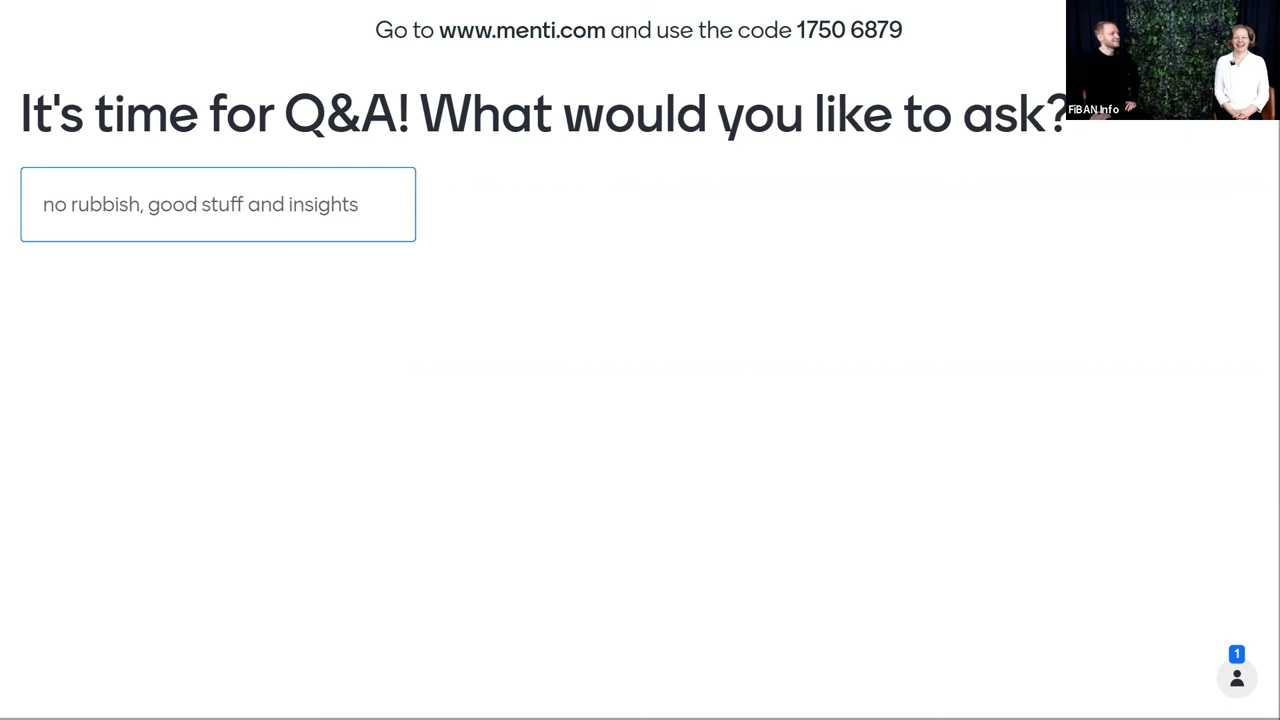 Go to www.menti.com and use the code 1750 6879
It's time for Q&A! What would you like to ask?
FiBAN Info
no rubbish, good stuff and insights
1